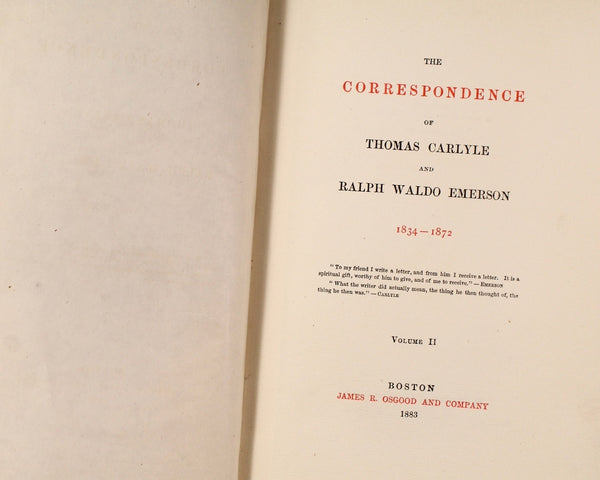 THE
CORRESPONDENCE
OF
THOMAS CARLYLE
AND
RALPH WALDO EMERSON
1834—1872
"To my friend I write a letter, and from him I receive a letter. It is a
spiritual gift, worthy of him to give, and of me to receive."—EMERSON
"What the writer did actually mean, the thing he then thought of, the
thing he then was."—CARLYLE
VOLUME II
BOSTON
JAMES R. OSGOOD AND COMPANY
1883